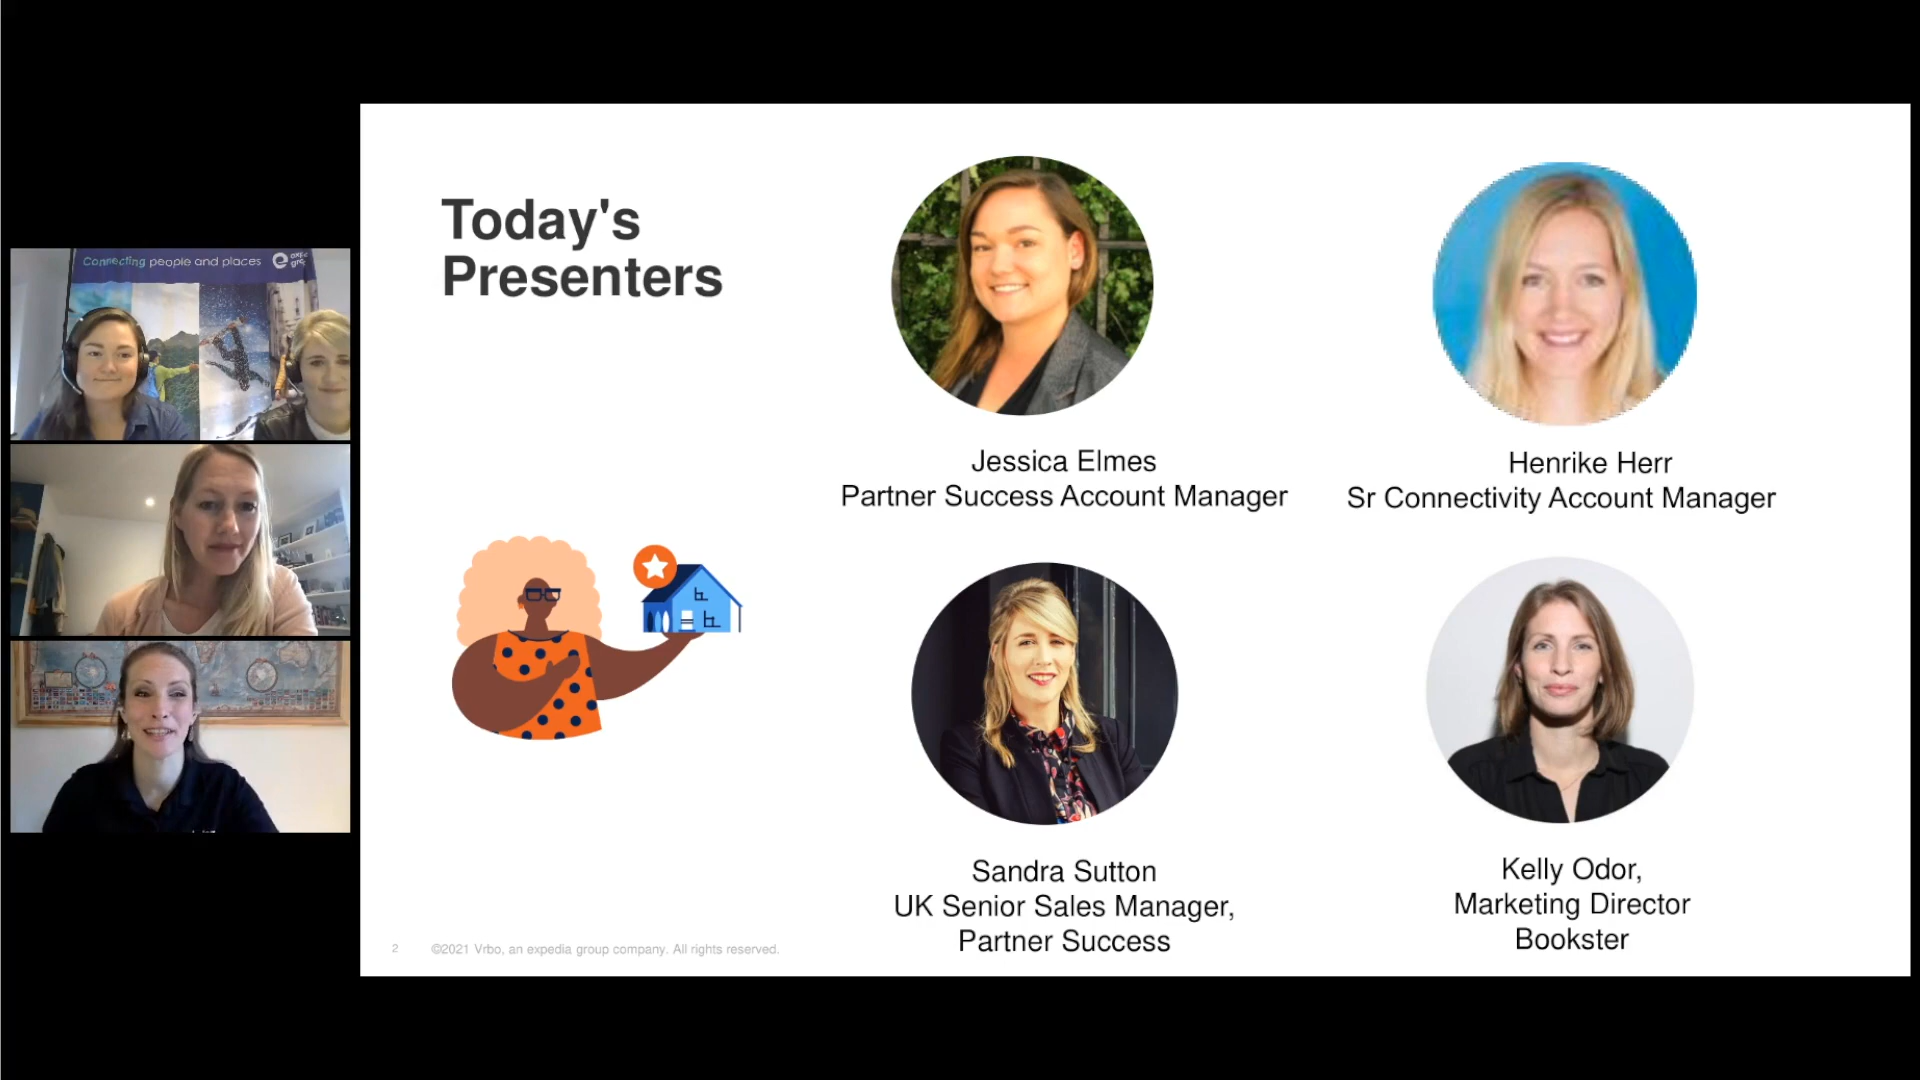 Connecting people and places
Today's
Presenters
Jessica Elmes
Partner Success Account Manager
Henrike Herr
Sr Connectivity Account Manager
Sandra Sutton
UK Senior Sales Manager,
Partner Success
Kelly Odor,
Marketing Director
Bookster
2
©2021 Vrbo, an expedia group company. All rights reserved.